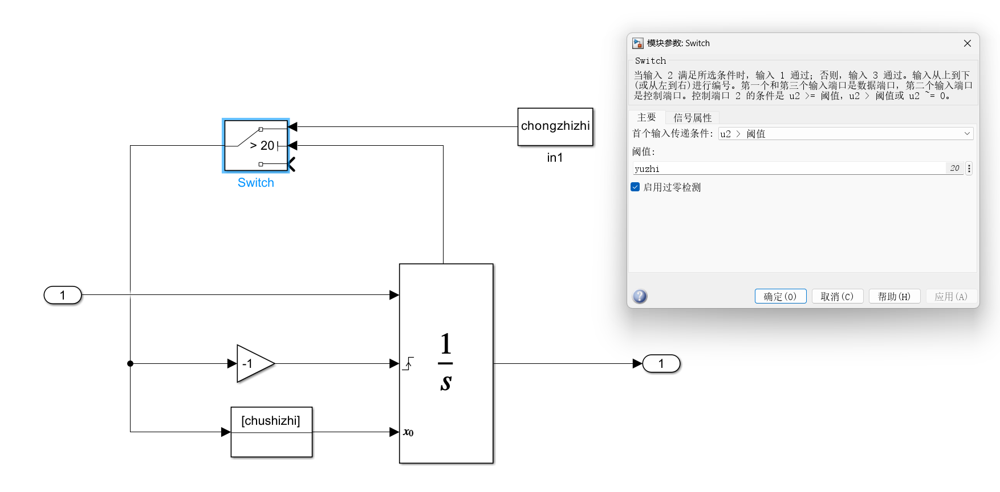 chongzhizhi
in1
> 20
Switch
1
-1
[chushizhi]
1
s
x0
1
模块参数: Switch
Switch
当输入 2 满足所选条件时, 输入 1 通过; 否则, 输入 3 通过。输入从上到下
(或从左到右)进行编号。第一个和第三个输入端口是数据端口, 第二个输入端口
是控制端口。控制端口 2 的条件是 u2 >= 阈值, u2 > 阈值或 u2 ~= 0。
主要 信号属性
首个输入传递条件: u2 > 阈值
阈值:
yuzhi 20
启用过零检测
确定(O) 取消(C) 帮助(H) 应用(A)